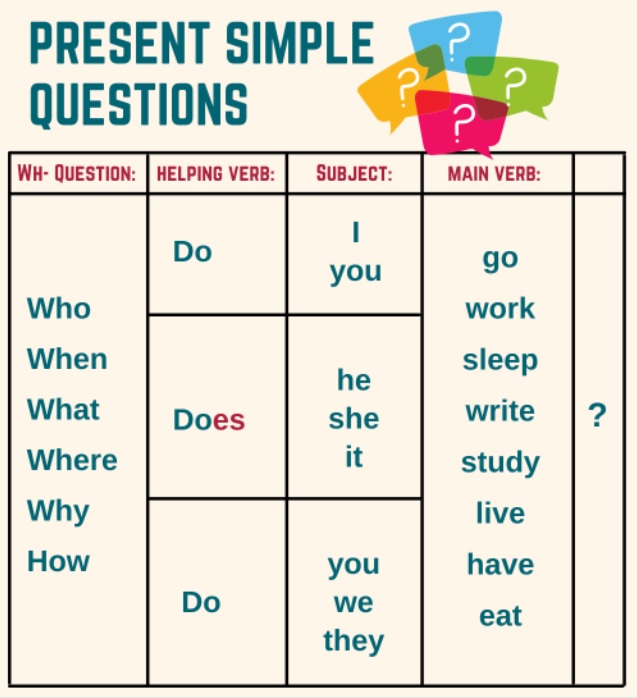 PRESENT SIMPLE
QUESTIONS
? ? ? ?
WH- QUESTION: HELPING VERB: SUBJECT: MAIN VERB:
Who
When
What
Where
Why
How
Do
I
you
Does
he
she
it
Do
you
we
they
go
work
sleep
write
study
live
have
eat
?